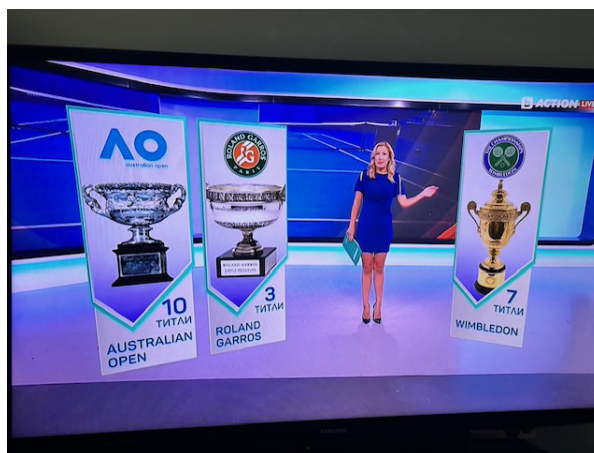 ACTION LIVE
AO
australian open
10
ТИТЛИ
AUSTRALIAN
OPEN
ROLAND GARROS
PARIS
ROLAND GARROS
3
ТИТЛИ
ROLAND
GARROS
THE CHAMPIONSHIPS
WIMBLEDON
7
ТИТЛИ
WIMBLEDON
SAMSUNG